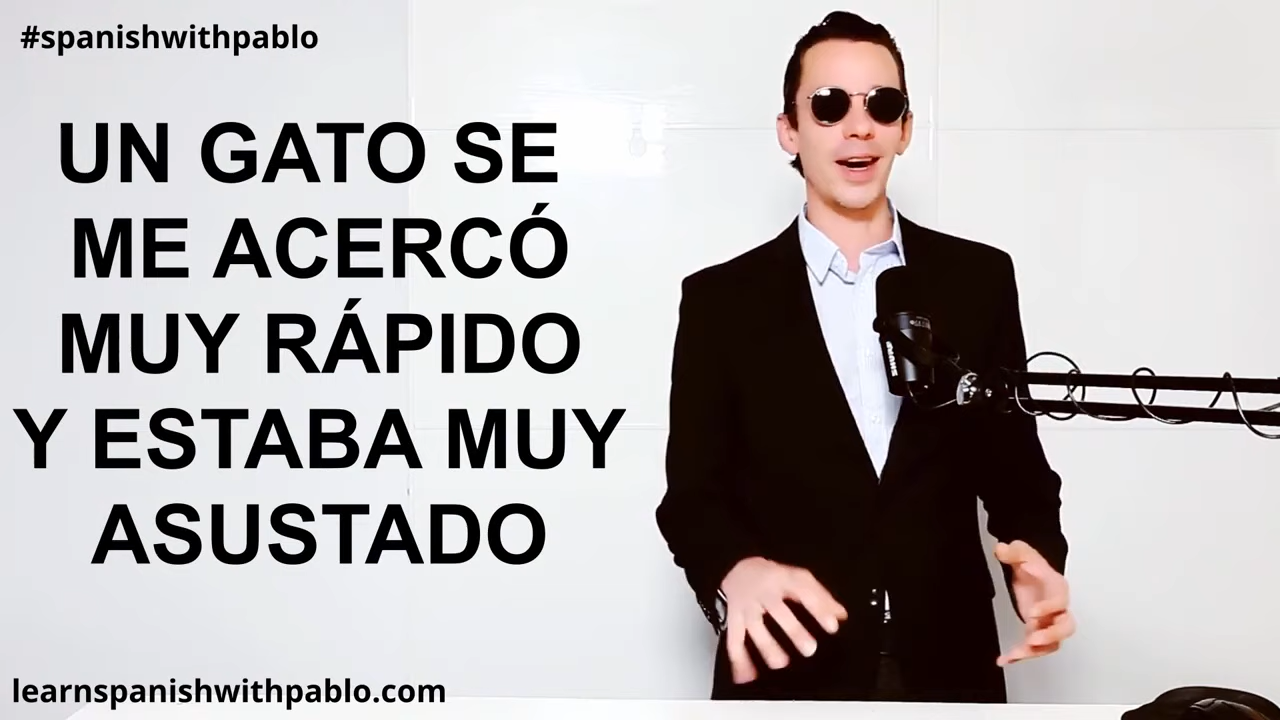 #spanishwithpablo
UN GATO SE
ME ACERCÓ
MUY RÁPIDO
Y ESTABA MUY
ASUSTADO
learnspanishwithpablo.com